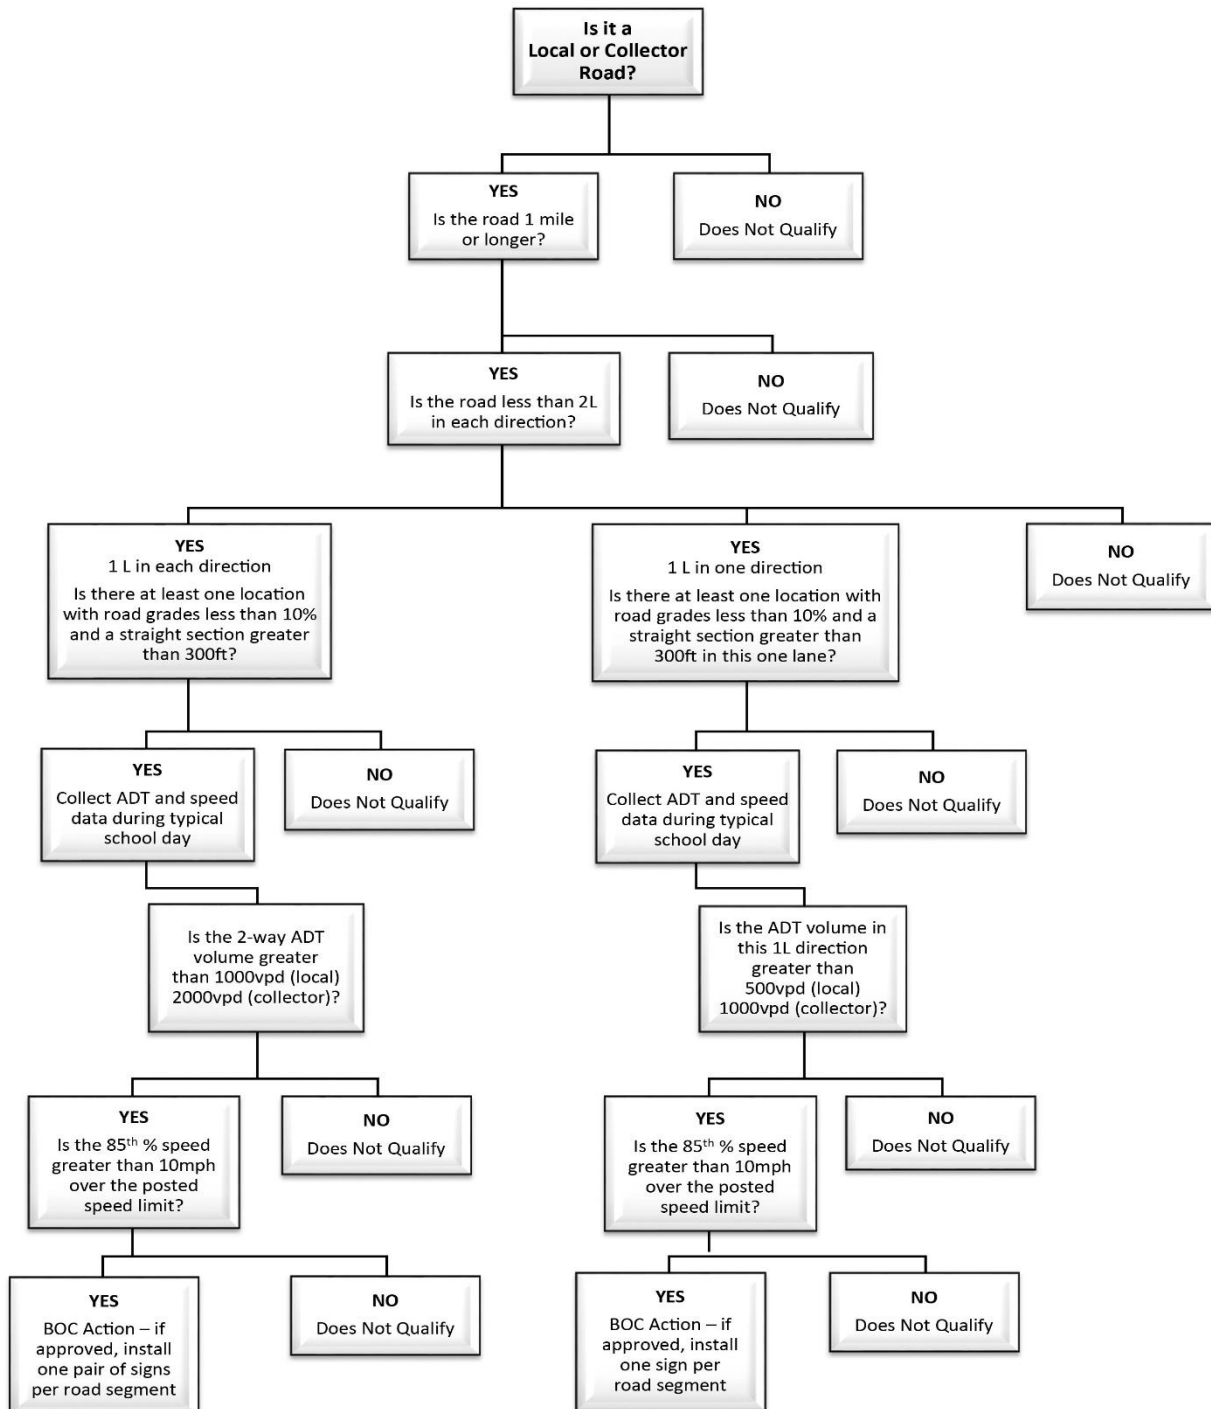 Is it a
Local or Collector
Road?
YES
Is the road 1 mile
or longer?
NO
Does Not Qualify
YES
Is the road less than 2L
in each direction?
NO
Does Not Qualify
YES
1 L in each direction
Is there at least one location
with road grades less than 10%
and a straight section greater
than 300ft?
YES
1 L in one direction
Is there at least one location with
road grades less than 10% and a
straight section greater than
300ft in this one lane?
NO
Does Not Qualify
YES
Collect ADT and speed
data during typical
school day
NO
Does Not Qualify
YES
Collect ADT and speed
data during typical
school day
NO
Does Not Qualify
Is the 2-way ADT
volume greater
than 1000vpd (local)
2000vpd (collector)?
Is the ADT volume in
this 1L direction
greater than
500vpd (local)
1000vpd (collector)?
YES
Is the 85th % speed
greater than 10mph
over the posted
speed limit?
NO
Does Not Qualify
YES
Is the 85th % speed
greater than 10mph
over the posted
speed limit?
NO
Does Not Qualify
YES
BOC Action – if
approved, install
one pair of signs
per road segment
NO
Does Not Qualify
YES
BOC Action – if
approved, install
one sign per
road segment
NO
Does Not Qualify